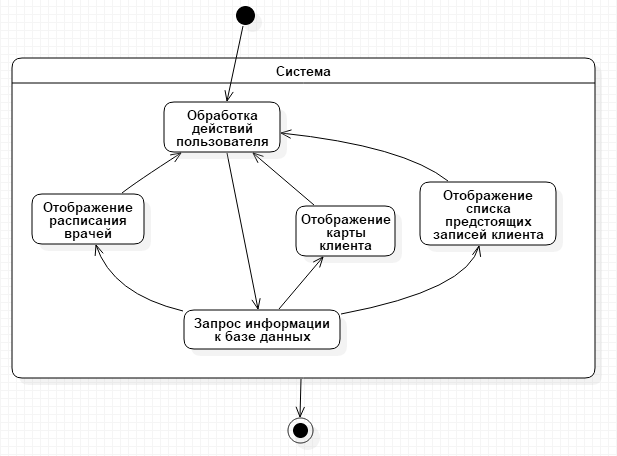 Система
Обработка
действий
пользователя
Отображение
расписания
врачей
Отображение
карты
клиента
Отображение
списка
предстоящих
записей клиента
Запрос информации
к базе данных